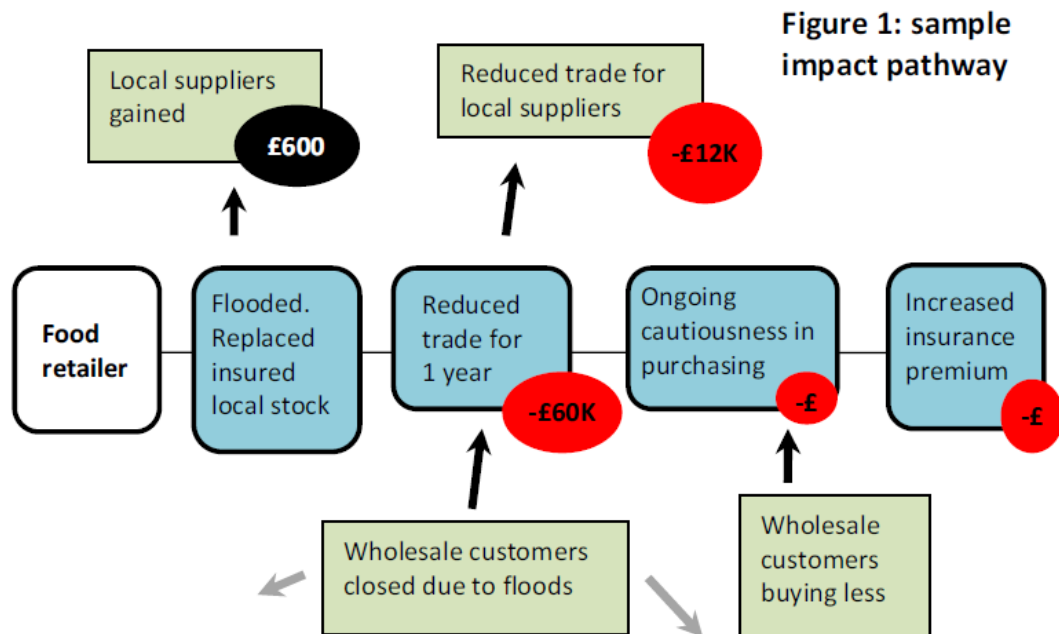 Figure 1: sample
impact pathway
Local suppliers
gained
£600
Reduced trade for
local suppliers
-£12K
Food
retailer
Flooded.
Replaced
insured
local stock
Reduced
trade for
1 year
-£60K
Ongoing
cautiousness in
purchasing
-£
Increased
insurance
premium
-£
Wholesale customers
closed due to floods
Wholesale
customers
buying less